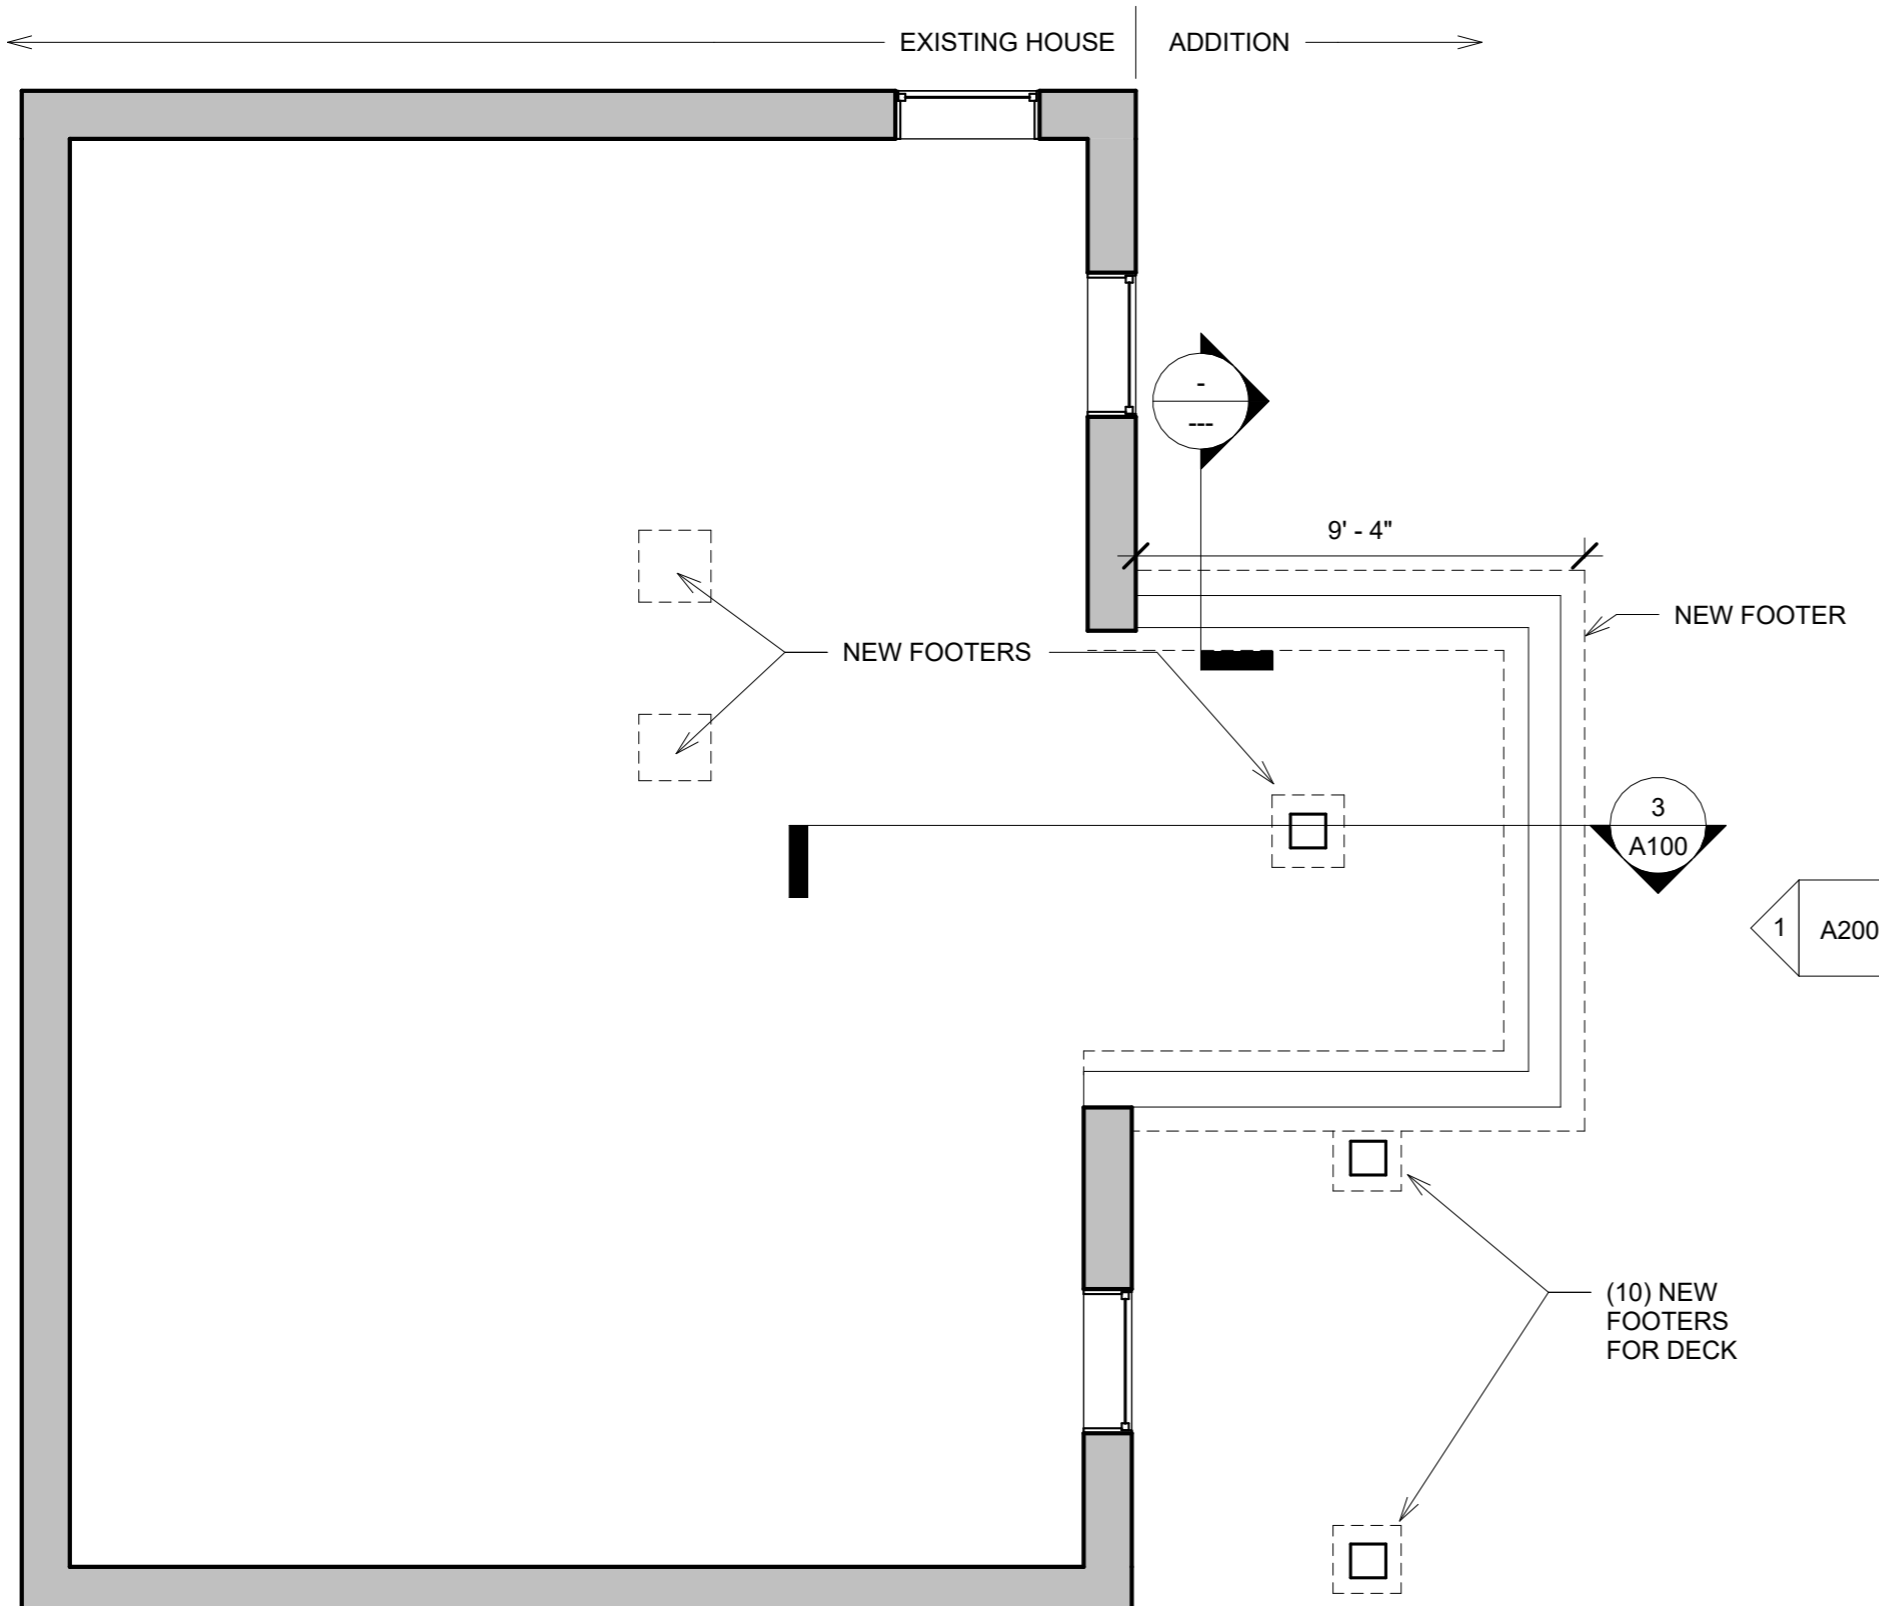 EXISTING HOUSE
ADDITION
-
---
9' - 4"
NEW FOOTER
NEW FOOTERS
3
A100
1
A200
(10) NEW
FOOTERS
FOR DECK